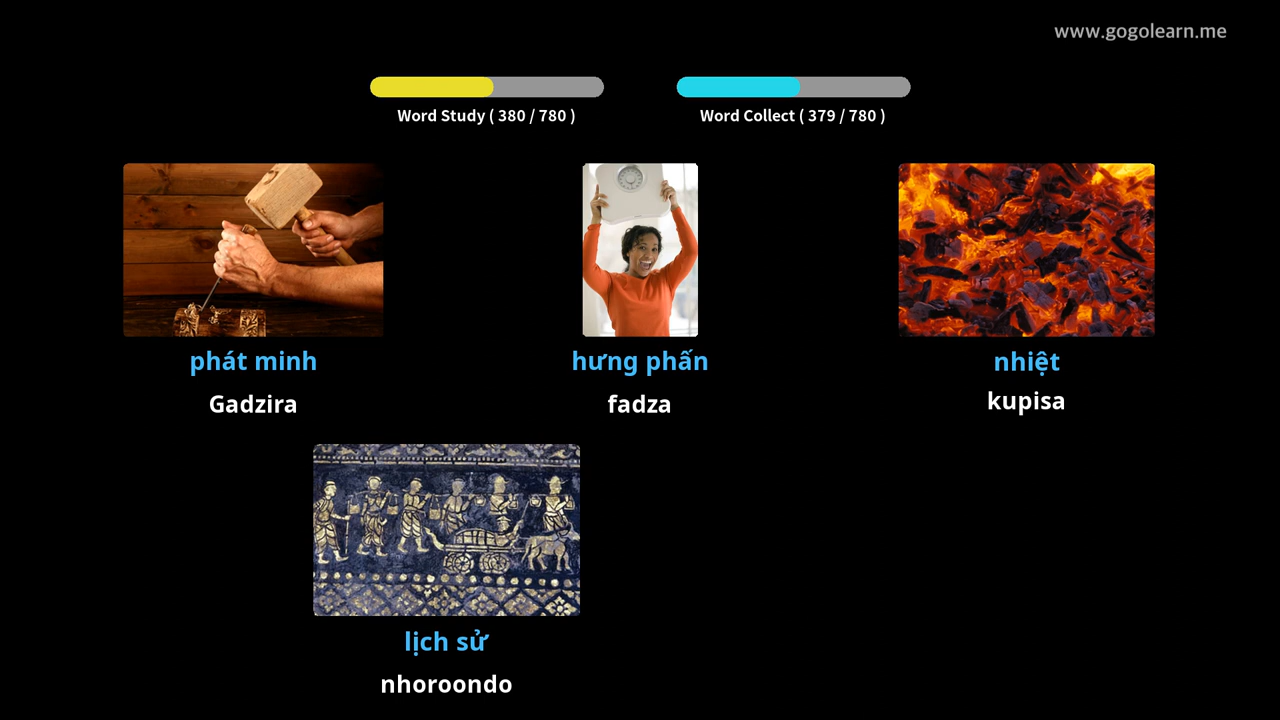 www.gogolearn.me
Word Study ( 380 / 780 )
Word Collect ( 379 / 780 )
phát minh
Gadzira
hưng phấn
fadza
nhiệt
kupisa
lịch sử
nhoroondo